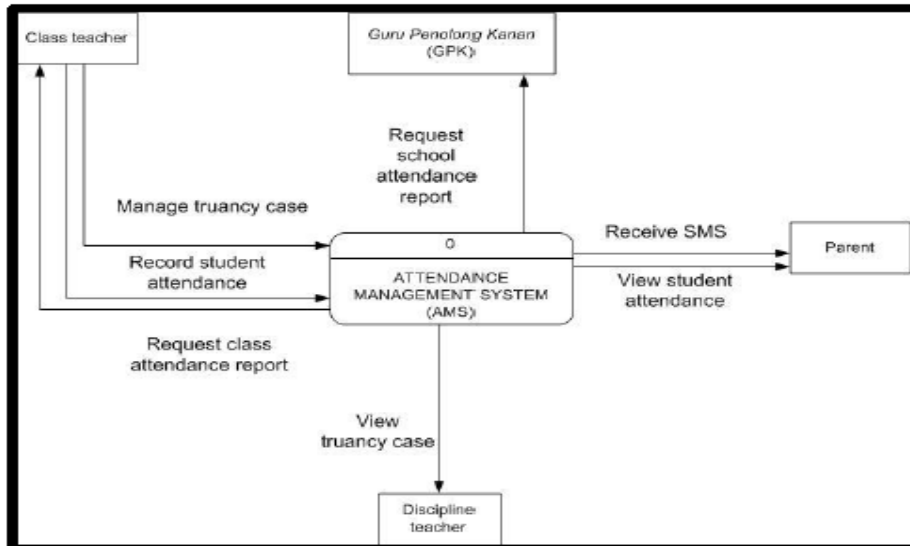 Class teacher
Guru Penolong Kanan
(GPK)
Request
school
attendance
report
Manage truancy case
Receive SMS
Parent
0
Record student
attendance
ATTENDANCE
MANAGEMENT SYSTEM
(AMS)
View student
attendance
Request class
attendance report
View
truancy case
Discipline
teacher